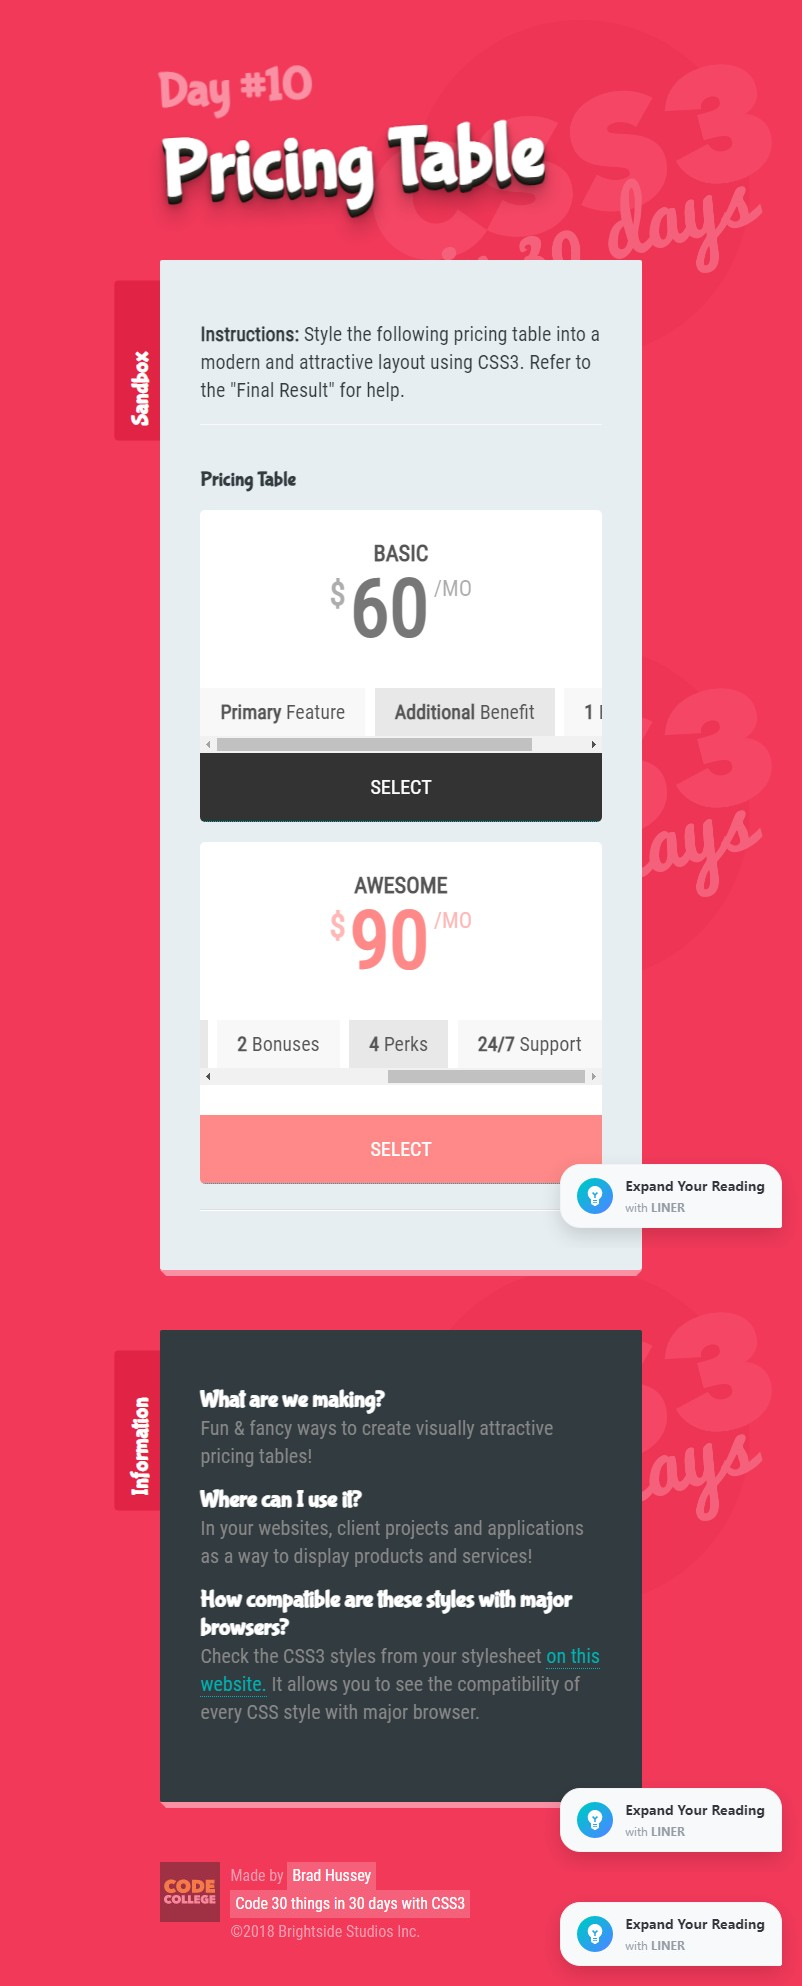 Day #10
Pricing Table
CSS3
in 30 days
Sandbox
Instructions: Style the following pricing table into a
modern and attractive layout using CSS3. Refer to
the "Final Result" for help.
Pricing Table
BASIC
$60/MO
Primary Feature
Additional Benefit
1
SELECT
AWESOME
$90/MO
2 Bonuses
4 Perks
24/7 Support
SELECT
Expand Your Reading
with LINER
Information
What are we making?
Fun & fancy ways to create visually attractive
pricing tables!
Where can I use it?
In your websites, client projects and applications
as a way to display products and services!
How compatible are these styles with major
browsers?
Check the CSS3 styles from your stylesheet on this
website. It allows you to see the compatibility of
every CSS style with major browser.
Expand Your Reading
with LINER
CODE
COLLEGE
Made by Brad Hussey
Code 30 things in 30 days with CSS3
©2018 Brightside Studios Inc.
Expand Your Reading
with LINER